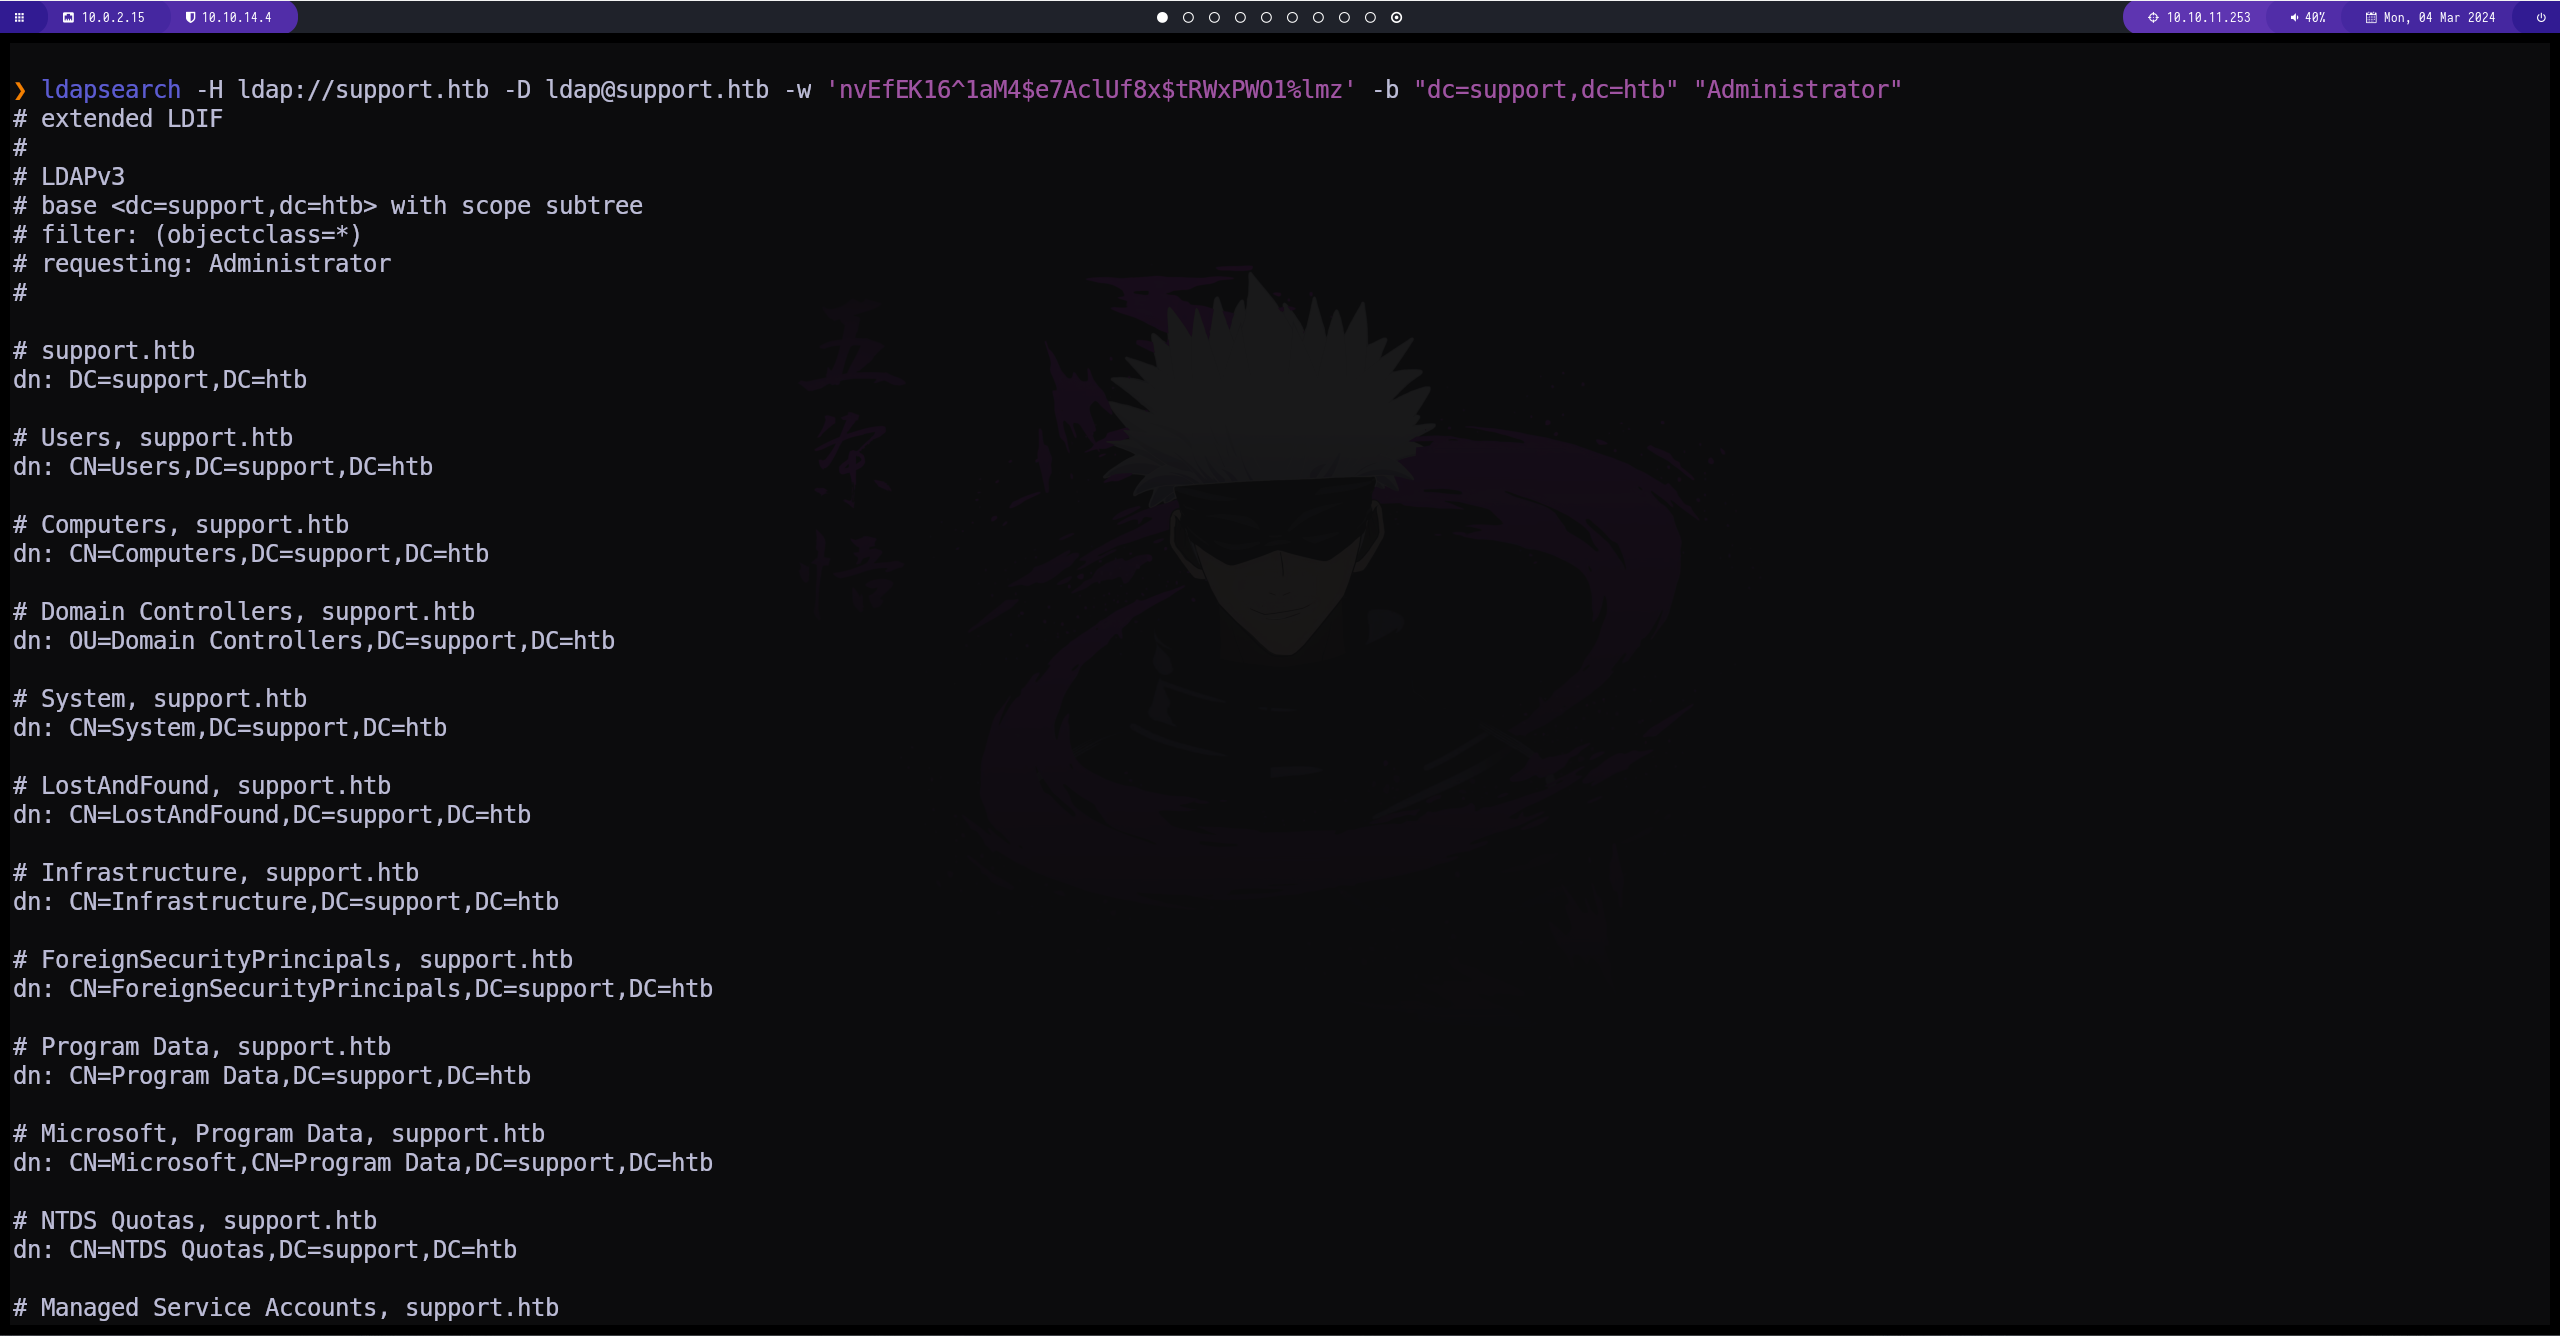 10.0.2.15 10.10.14.4 10.10.11.253 40% Mon, 04 Mar 2024
❯ ldapsearch -H ldap://support.htb -D ldap@support.htb -w 'nvEfEK16^1aM4$e7AclUf8x$tRWxPWO1%lmz' -b "dc=support,dc=htb" "Administrator"
# extended LDIF
#
# LDAPv3
# base <dc=support,dc=htb> with scope subtree
# filter: (objectclass=*)
# requesting: Administrator
#
# support.htb
dn: DC=support,DC=htb
# Users, support.htb
dn: CN=Users,DC=support,DC=htb
# Computers, support.htb
dn: CN=Computers,DC=support,DC=htb
# Domain Controllers, support.htb
dn: OU=Domain Controllers,DC=support,DC=htb
# System, support.htb
dn: CN=System,DC=support,DC=htb
# LostAndFound, support.htb
dn: CN=LostAndFound,DC=support,DC=htb
# Infrastructure, support.htb
dn: CN=Infrastructure,DC=support,DC=htb
# ForeignSecurityPrincipals, support.htb
dn: CN=ForeignSecurityPrincipals,DC=support,DC=htb
# Program Data, support.htb
dn: CN=Program Data,DC=support,DC=htb
# Microsoft, Program Data, support.htb
dn: CN=Microsoft,CN=Program Data,DC=support,DC=htb
# NTDS Quotas, support.htb
dn: CN=NTDS Quotas,DC=support,DC=htb
# Managed Service Accounts, support.htb
五条悟